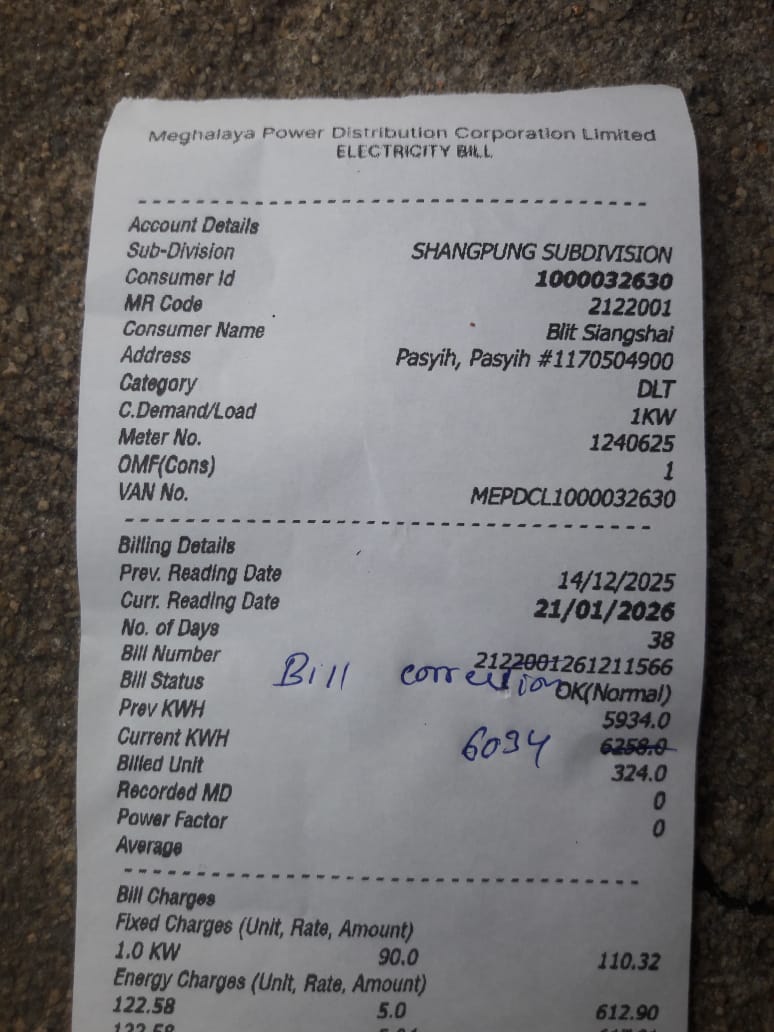 Meghalaya Power Distribution Corporation Limited
ELECTRICITY BILL
Account Details
Sub-Division SHANGPUNG SUBDIVISION
Consumer Id 1000032630
MR Code 2122001
Consumer Name Blit Siangshai
Address Pasyih, Pasyih #1170504900
Category DLT
C.Demand/Load 1KW
Meter No. 1240625
OMF(Cons) 1
VAN No. MEPDCL1000032630
Billing Details
Prev. Reading Date 14/12/2025
Curr. Reading Date 21/01/2026
No. of Days 38
Bill Number 2122001261211566
Bill Status Bill correction OK(Normal)
Prev KWH 5934.0
Current KWH 6034 6258.0
Billed Unit 324.0
Recorded MD 0
Power Factor 0
Average
Bill Charges
Fixed Charges (Unit, Rate, Amount)
1.0 KW 90.0 110.32
Energy Charges (Unit, Rate, Amount)
122.58 5.0 612.90
122.58